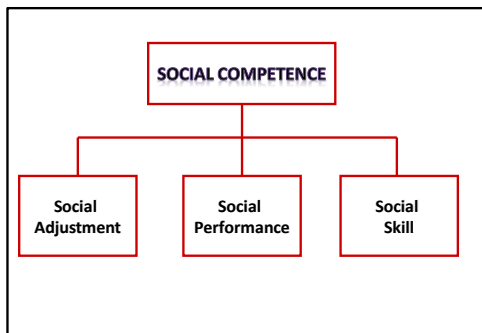 SOCIAL COMPETENCE
Social
Adjustment
Social
Performance
Social
Skill